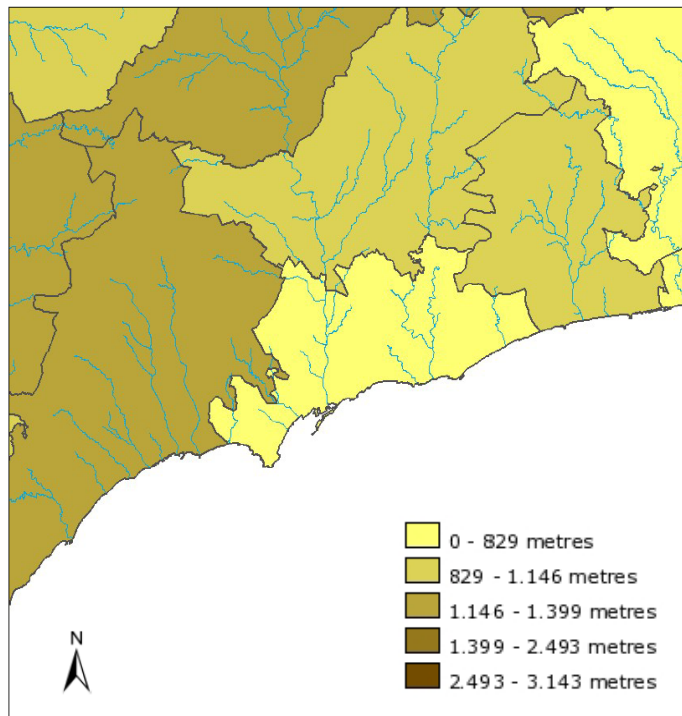 0 - 829 metres
829 - 1.146 metres
1.146 - 1.399 metres
1.399 - 2.493 metres
2.493 - 3.143 metres
N